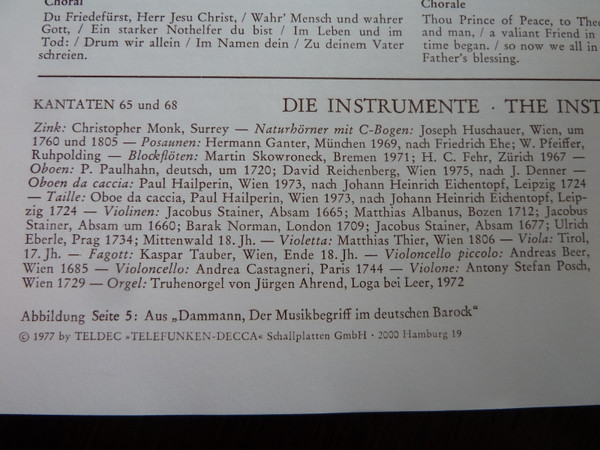 Choral
Du Friedefürst, Herr Jesu Christ, / Wahr' Mensch und wahrer
Gott, / Ein starker Nothelfer du bist / Im Leben und im
Tod: / Drum wir allein / Im Namen dein / Zu deinem Vater
schreien.
Chorale
Thou Prince of Peace, to Thee
and man, / a valiant Friend in
time began. / so now we all in
Father's blessing.
KANTATEN 65 und 68
DIE INSTRUMENTE · THE INST
Zink: Christopher Monk, Surrey — Naturhörner mit C-Bogen: Joseph Huschauer, Wien, um
1760 und 1805 — Posaunen: Hermann Ganter, München 1969, nach Friedrich Ehe; W. Pfeiffer,
Ruhpolding — Blockflöten: Martin Skowroneck, Bremen 1971; H. C. Fehr, Zürich 1967 —
Oboen: P. Paulhahn, deutsch, um 1720; David Reichenberg, Wien 1975, nach J. Denner —
Oboen da caccia: Paul Hailperin, Wien 1973, nach Johann Heinrich Eichentopf, Leipzig 1724
— Taille: Oboe da caccia, Paul Hailperin, Wien 1973, nach Johann Heinrich Eichentopf, Leip-
zig 1724 — Violinen: Jacobus Stainer, Absam 1665; Matthias Albanus, Bozen 1712; Jacobus
Stainer, Absam um 1660; Barak Norman, London 1709; Jacobus Stainer, Absam 1677; Ulrich
Eberle, Prag 1734; Mittenwald 18. Jh. — Violetta: Matthias Thier, Wien 1806 — Viola: Tirol,
17. Jh. — Fagott: Kaspar Tauber, Wien, Ende 18. Jh. — Violoncello piccolo: Andreas Beer,
Wien 1685 — Violoncello: Andrea Castagneri, Paris 1744 — Violone: Antony Stefan Posch,
Wien 1729 — Orgel: Truhenorgel von Jürgen Ahrend, Loga bei Leer, 1972
Abbildung Seite 5: Aus „Dammann, Der Musikbegriff im deutschen Barock“
© 1977 by TELDEC »TELEFUNKEN-DECCA« Schallplatten GmbH · 2000 Hamburg 19